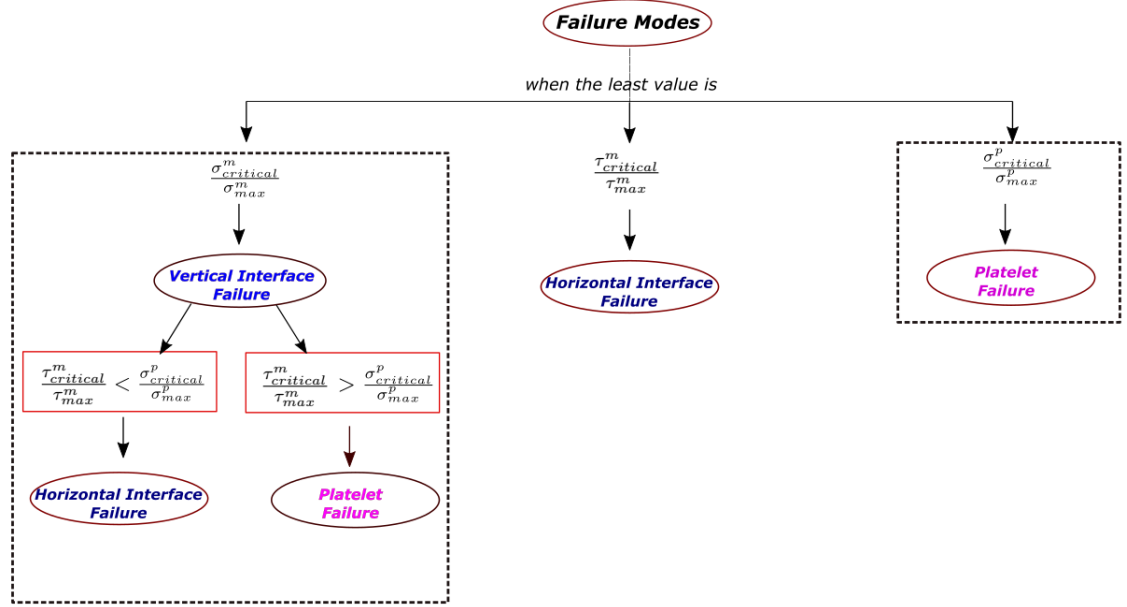 Failure Modes
when the least value is
σ^m_critical / σ^m_max
τ^m_critical / τ^m_max
σ^p_critical / σ^p_max
Vertical Interface
Failure
Horizontal Interface
Failure
Platelet
Failure
τ^m_critical / τ^m_max < σ^p_critical / σ^p_max
τ^m_critical / τ^m_max > σ^p_critical / σ^p_max
Horizontal Interface
Failure
Platelet
Failure